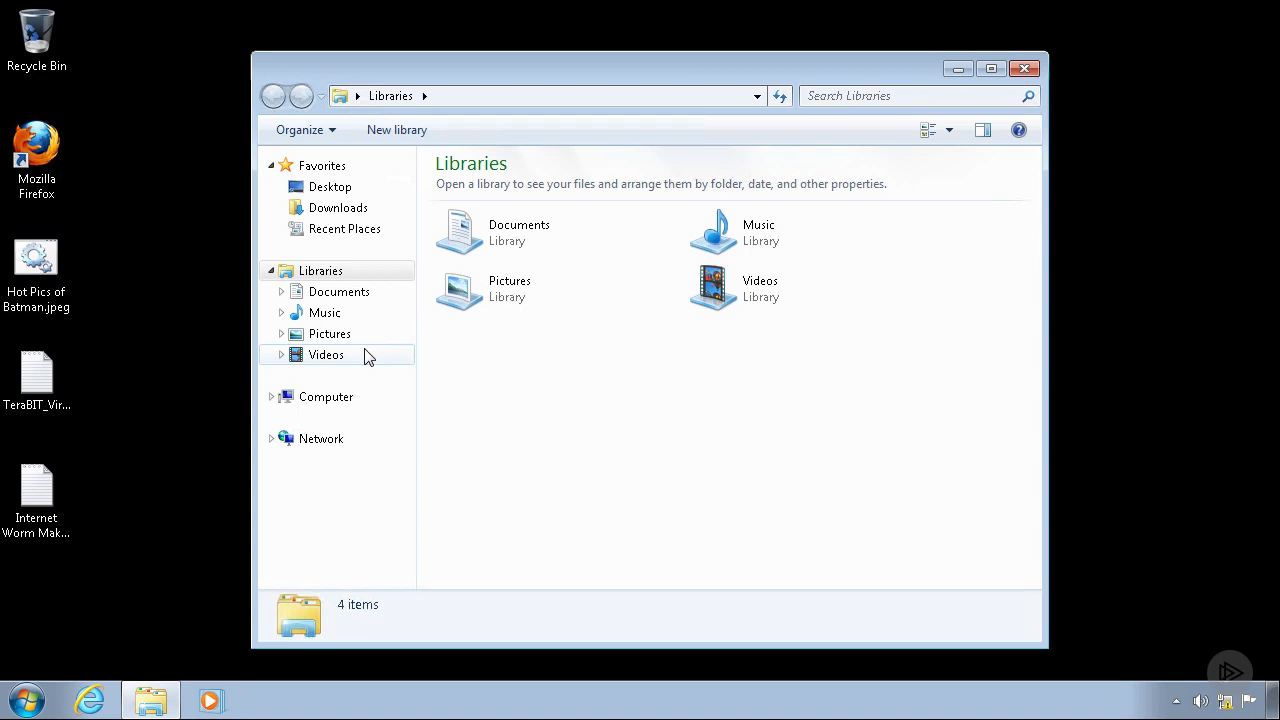 Recycle Bin
Mozilla
Firefox
Hot Pics of
Batman.jpeg
TeraBIT_Vir...
Internet
Worm Mak...
Libraries
Search Libraries
Organize
New library
Favorites
Desktop
Downloads
Recent Places
Libraries
Documents
Music
Pictures
Videos
Computer
Network
Libraries
Open a library to see your files and arrange them by folder, date, and other properties.
Documents
Library
Music
Library
Pictures
Library
Videos
Library
4 items